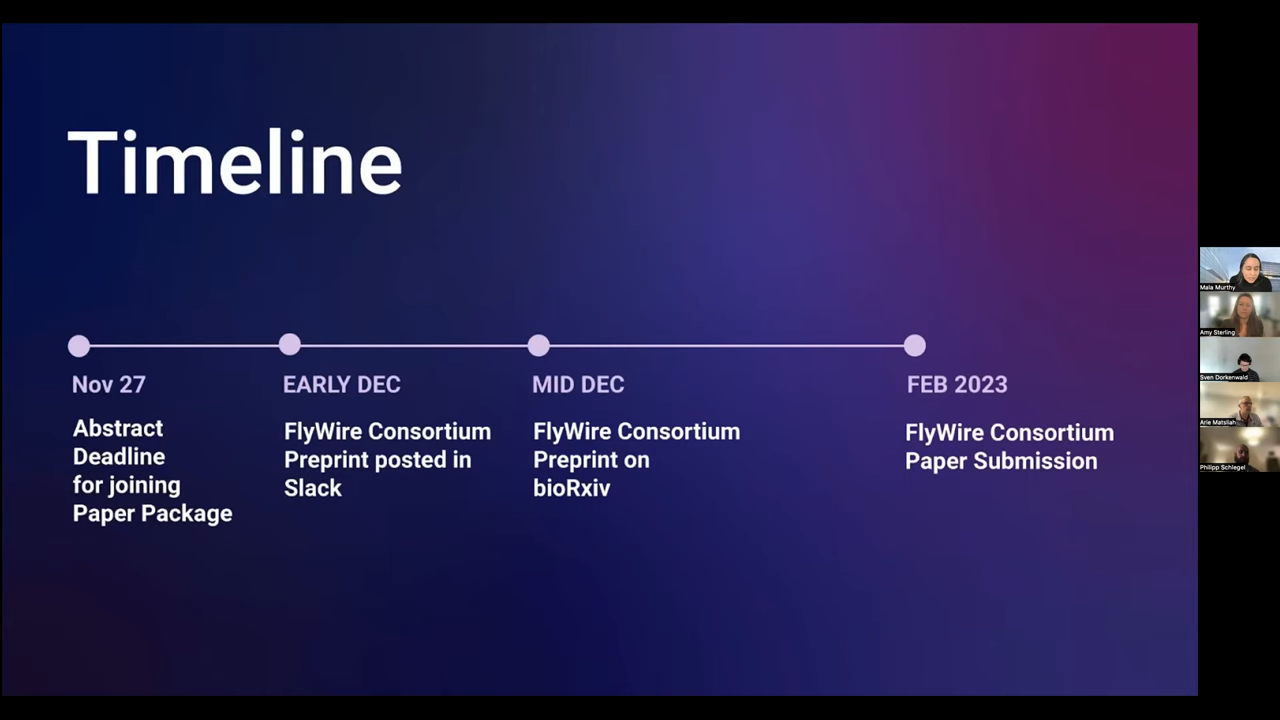 Timeline
Nov 27
Abstract
Deadline
for joining
Paper Package
EARLY DEC
FlyWire Consortium
Preprint posted in
Slack
MID DEC
FlyWire Consortium
Preprint on
bioRxiv
FEB 2023
FlyWire Consortium
Paper Submission
Mala Murthy
Amy Sterling
Sven Dorkenwald
Arie Matsliah
Philipp Schlegel